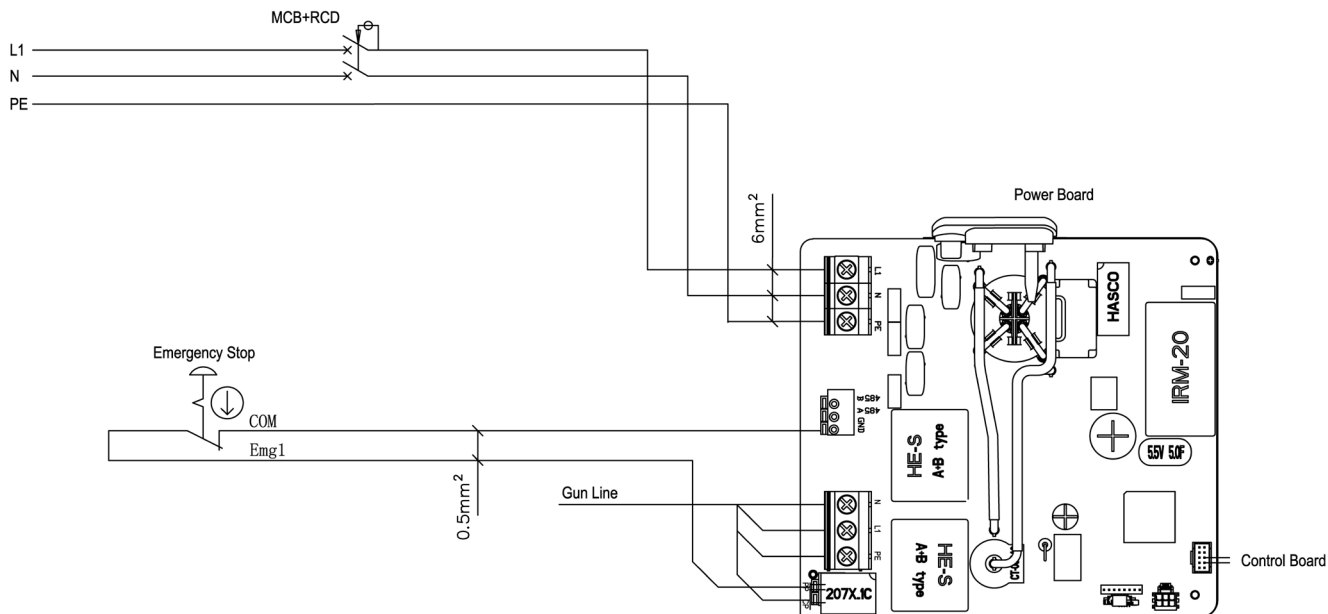 MCB+RCD
L1
N
PE
6mm²
Power Board
L1
N
PE
HASCO
IRM-20
Emergency Stop
COM
Emg1
0.5mm²
485 B
485 A
GND
HE-S
A+B type
5.5V 5.0F
Gun Line
N
L1
PE
HE-S
A+B type
207X.1C
Control Board